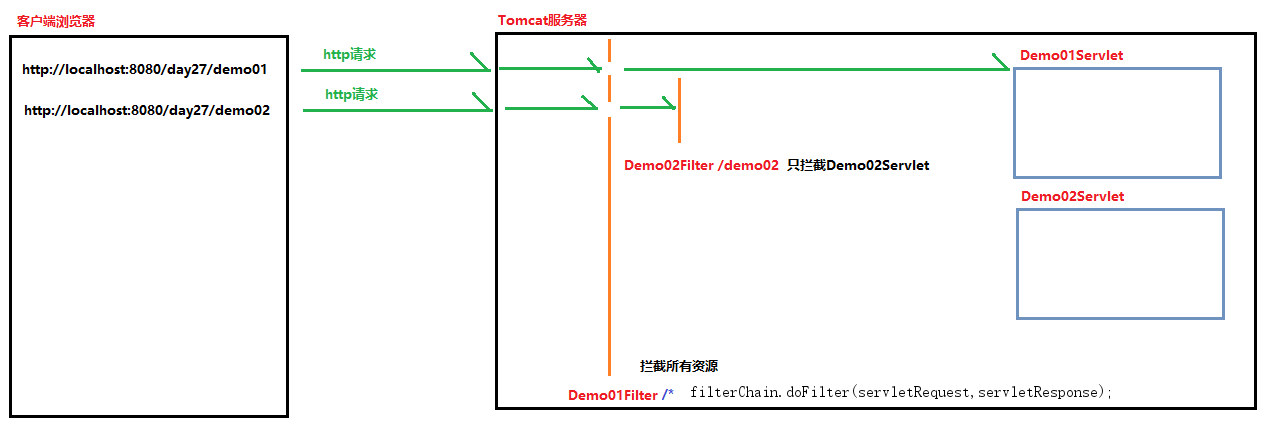 客户端浏览器
Tomcat服务器
http://localhost:8080/day27/demo01
http请求
Demo01Servlet
http://localhost:8080/day27/demo02
http请求
Demo02Filter /demo02 只拦截Demo02Servlet
Demo02Servlet
拦截所有资源
Demo01Filter /* filterChain.doFilter(servletRequest,servletResponse);